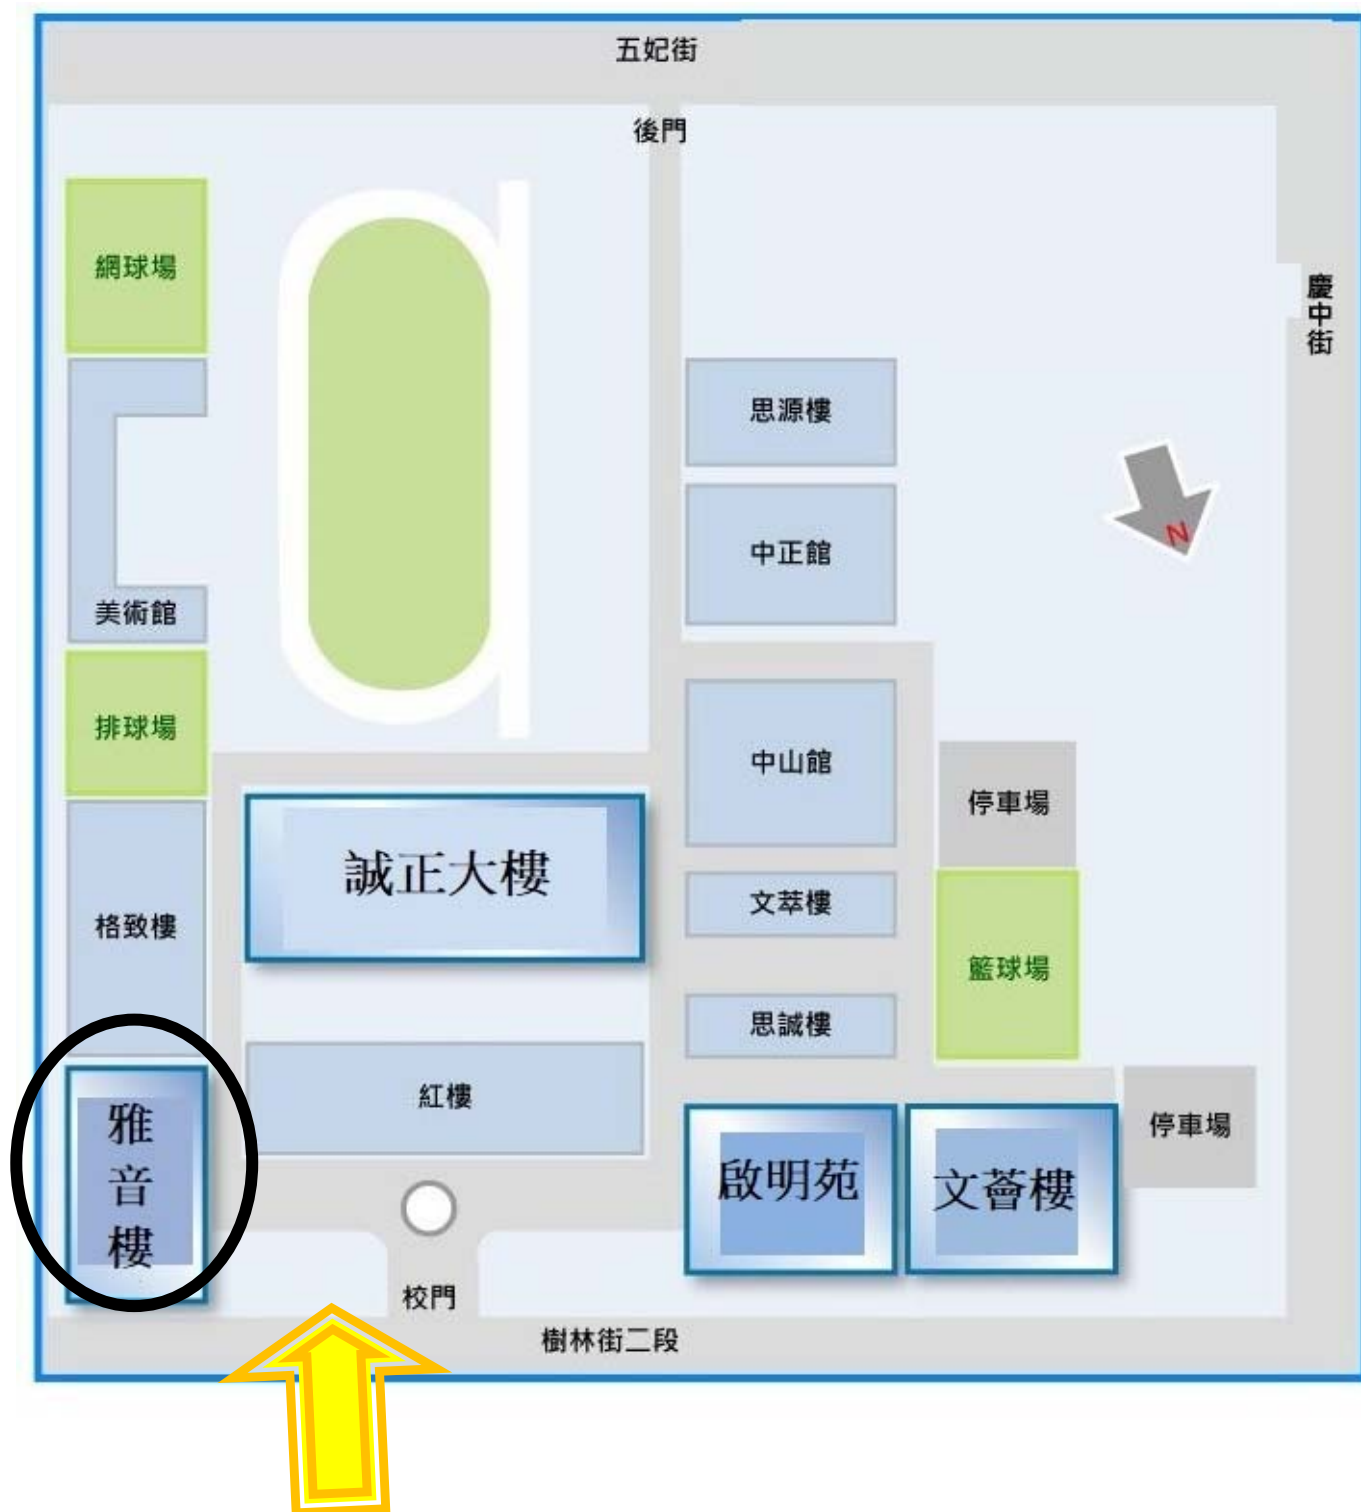 五妃街
後門
網球場
慶中街
思源樓
中正館
N
美術館
排球場
中山館
停車場
誠正大樓
文萃樓
格致樓
籃球場
思誠樓
紅樓
雅音樓
停車場
啟明苑
文薈樓
校門
樹林街二段